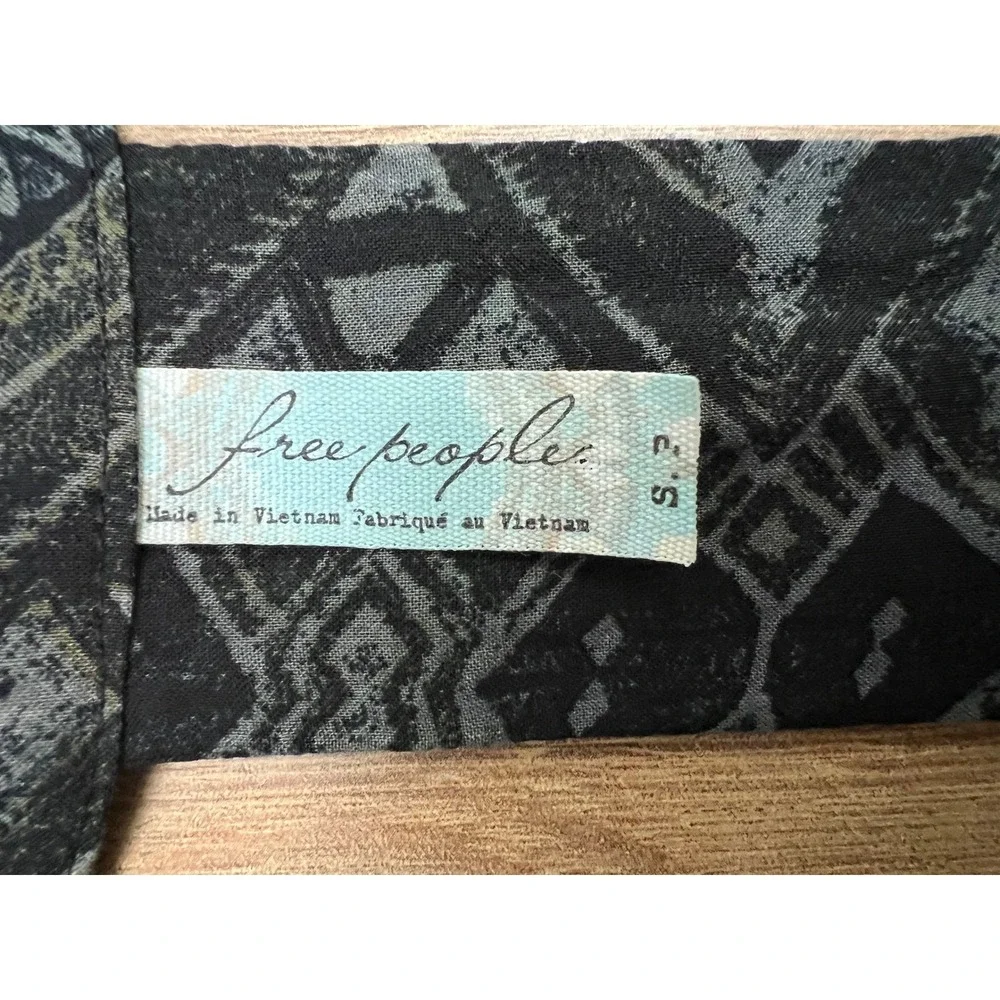 free people.
Made in Vietnam Fabriqué au Vietnam
S.P